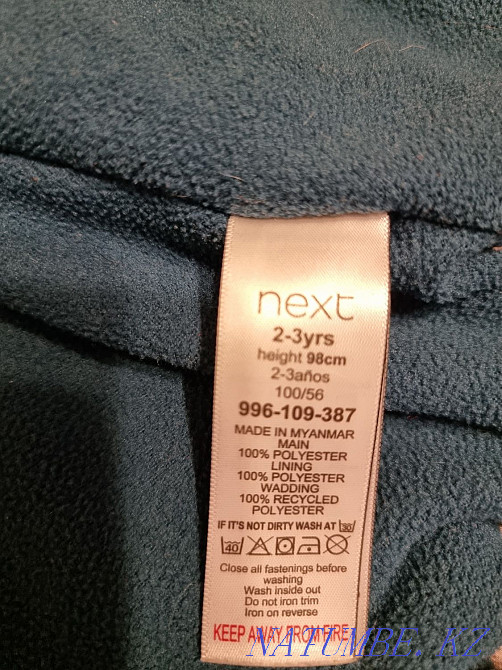 next
2-3yrs
height 98cm
2-3años
100/56
996-109-387
MADE IN MYANMAR
MAIN
100% POLYESTER
LINING
100% POLYESTER
WADDING
100% RECYCLED
POLYESTER
IF IT'S NOT DIRTY WASH AT 30
40
Close all fastenings before
washing
Wash inside out
Do not iron trim
Iron on reverse
KEEP AWAY FROM FIRE
NATUMBE.KZ